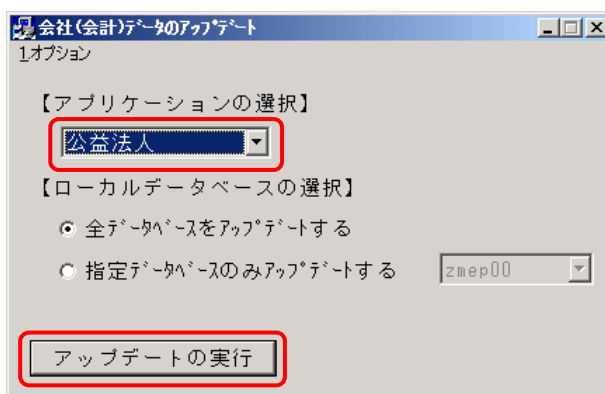 会社(会計)ﾃﾞｰﾀのｱｯﾌﾟﾃﾞｰﾄ
1.オプション
【アプリケーションの選択】
公益法人
【ローカルデータベースの選択】
全ﾃﾞｰﾀﾍﾞｰｽをｱｯﾌﾟﾃﾞｰﾄする
指定ﾃﾞｰﾀﾍﾞｰｽのみｱｯﾌﾟﾃﾞｰﾄする zmep00
アップデートの実行